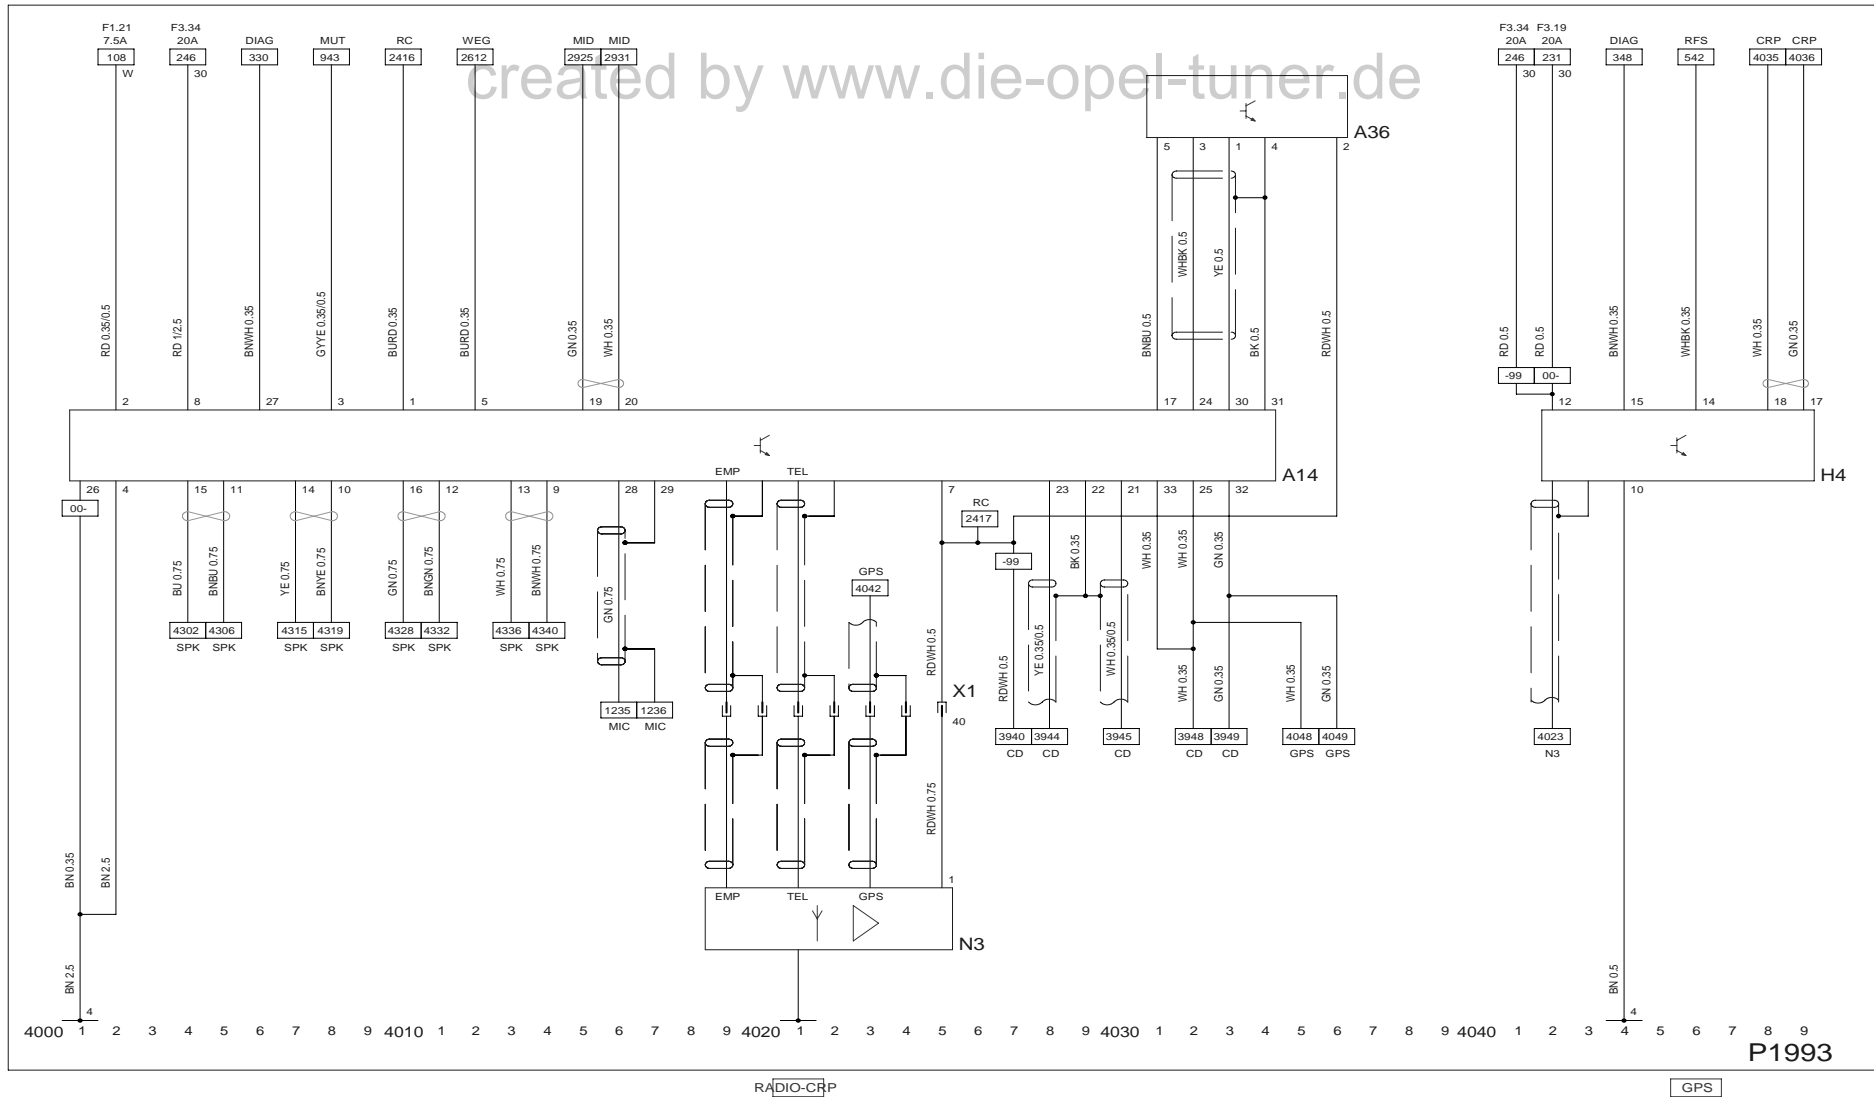 F1.21 F3.34 F3.34 F3.19
7.5A 20A DIAG MUT RC WEG MID MID 20A 20A DIAG RFS CRP CRP
108 246 330 943 2416 2612 2925 2931 246 231 348 542 4035 4036
W 30 30 30
created by www.die-opel-tuner.de
A36
5 3 1 4 2
RD 0.35/0.5 RD 1/2.5 BNWH 0.35 GYYE 0.35/0.5 BURD 0.35 BURD 0.35 GN 0.35 WH 0.35 BNBU 0.5 WHBK 0.5 YE 0.5 BK 0.5 RDWH 0.5 RD 0.5 RD 0.5 BNWH 0.35 WHBK 0.35 WH 0.35 GN 0.35
-99 00-
2 8 27 3 1 5 19 20 17 24 30 31 12 15 14 18 17
EMP TEL
A14 H4
26 4 15 11 14 10 16 12 13 9 28 29 7 23 22 21 33 25 32 10
00-
RC
2417
-99
BU 0.75 BNBU 0.75 YE 0.75 BNYE 0.75 GN 0.75 BNGN 0.75 WH 0.75 BNWH 0.75 GN 0.75 BK 0.35 WH 0.35 WH 0.35 GN 0.35
GPS
4042
4302 4306 4315 4319 4328 4332 4336 4340
SPK SPK SPK SPK SPK SPK SPK SPK
RDWH 0.5 RDWH 0.5 YE 0.35/0.5 WH 0.35/0.5 WH 0.35 GN 0.35 WH 0.35 GN 0.35
X1
40
1235 1236
MIC MIC
3940 3944 3945 3948 3949 4048 4049 4023
CD CD CD CD CD GPS GPS N3
RDWH 0.75
BN 0.35 BN 2.5
1
EMP TEL GPS
N3
BN 2.5 BN 0.5
4 4
4000 1 2 3 4 5 6 7 8 9 4010 1 2 3 4 5 6 7 8 9 4020 1 2 3 4 5 6 7 8 9 4030 1 2 3 4 5 6 7 8 9 4040 1 2 3 4 5 6 7 8 9
P1993
RADIO-CRP GPS